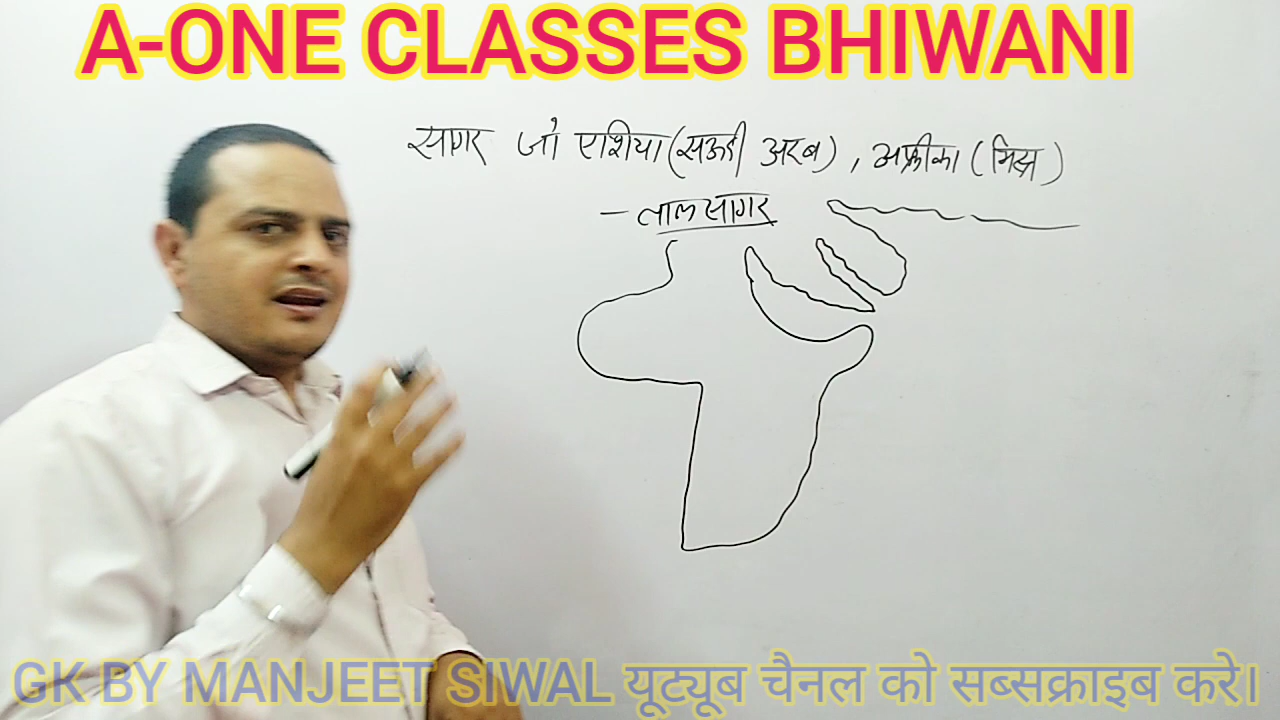 A-ONE CLASSES BHIWANI
सागर जो एशिया (सऊदी अरब), अफ्रीका (मिस्र)
- लाल सागर
GK BY MANJEET SIWAL यूट्यूब चैनल को सब्सक्राइब करे।